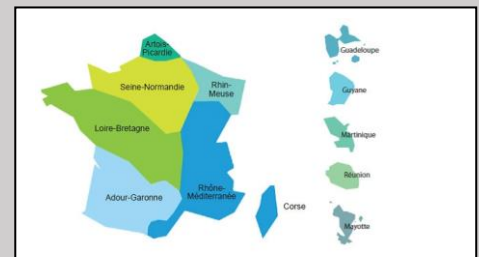 Artois-
Picardie
Seine-Normandie
Rhin-
Meuse
Loire-Bretagne
Adour-Garonne
Rhône-
Méditerranée
Corse
Guadeloupe
Guyane
Martinique
Réunion
Mayotte